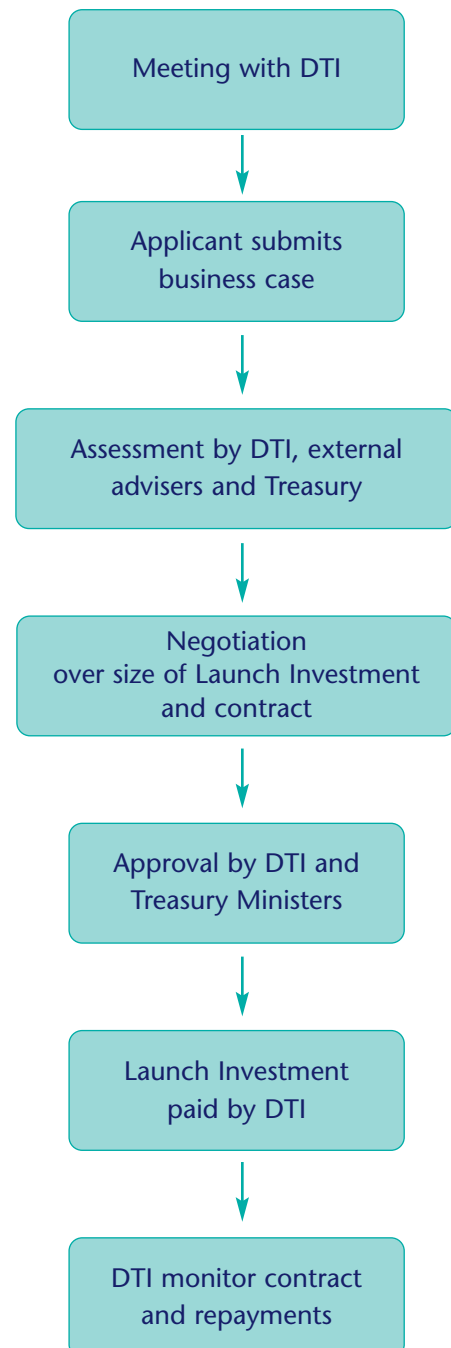 Meeting with DTI
Applicant submits
business case
Assessment by DTI, external
advisers and Treasury
Negotiation
over size of Launch Investment
and contract
Approval by DTI and
Treasury Ministers
Launch Investment
paid by DTI
DTI monitor contract
and repayments